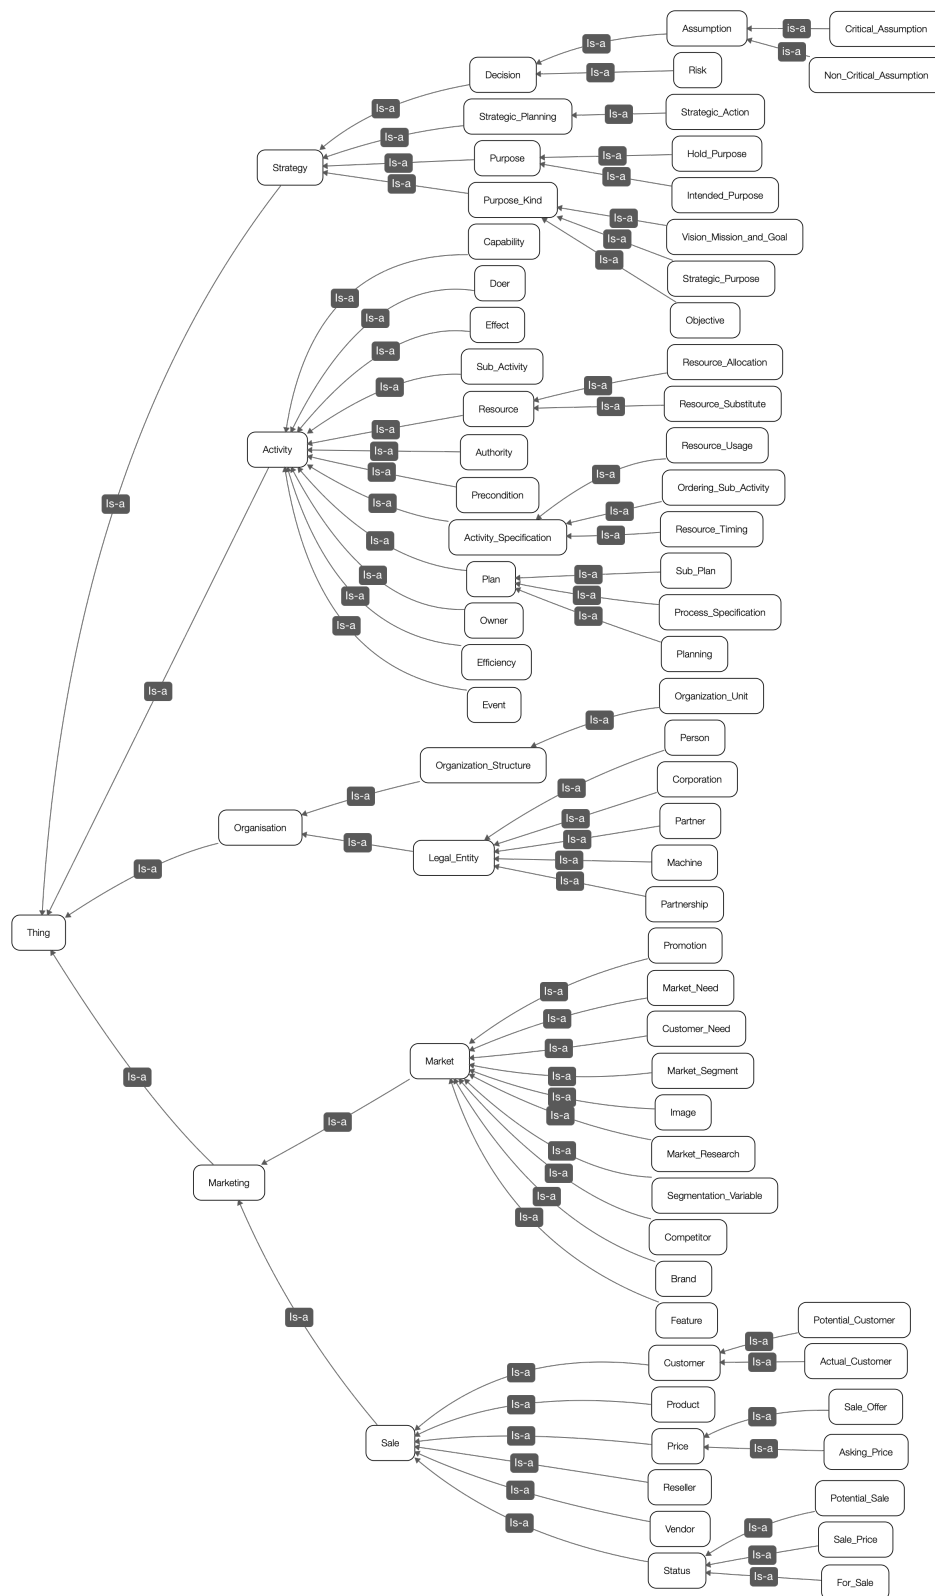 Assumption
is-a
Critical_Assumption
Is-a
is-a
Non_Critical_Assumption
Decision
Is-a
Risk
Is-a
Strategic_Planning
Is-a
Strategic_Action
Is-a
Strategy
Is-a
Purpose
Is-a
Hold_Purpose
Is-a
Is-a
Intended_Purpose
Purpose_Kind
Is-a
Vision_Mission_and_Goal
Is-a
Is-a
Strategic_Purpose
Objective
Capability
Is-a
Doer
Is-a
Effect
Is-a
Sub_Activity
Is-a
Resource_Allocation
Is-a
Resource
Is-a
Resource_Substitute
Is-a
Activity
Is-a
Authority
Resource_Usage
Is-a
Is-a
Precondition
Ordering_Sub_Activity
Is-a
Is-a
Activity_Specification
Is-a
Resource_Timing
Is-a
Is-a
Plan
Is-a
Sub_Plan
Is-a
Process_Specification
Is-a
Planning
Is-a
Owner
Is-a
Efficiency
Is-a
Event
Is-a
Organization_Unit
Is-a
Organization_Structure
Person
Is-a
Is-a
Corporation
Is-a
Organisation
Is-a
Partner
Is-a
Is-a
Legal_Entity
Is-a
Machine
Is-a
Partnership
Thing
Promotion
Is-a
Market_Need
Is-a
Customer_Need
Is-a
Market
Market_Segment
Is-a
Is-a
Image
Is-a
Is-a
Is-a
Market_Research
Is-a
Marketing
Segmentation_Variable
Is-a
Is-a
Competitor
Is-a
Brand
Is-a
Feature
Potential_Customer
Is-a
Customer
Is-a
Actual_Customer
Is-a
Product
Is-a
Sale_Offer
Is-a
Sale
Is-a
Price
Is-a
Asking_Price
Is-a
Reseller
Is-a
Vendor
Potential_Sale
Is-a
Is-a
Sale_Price
Is-a
Status
Is-a
For_Sale